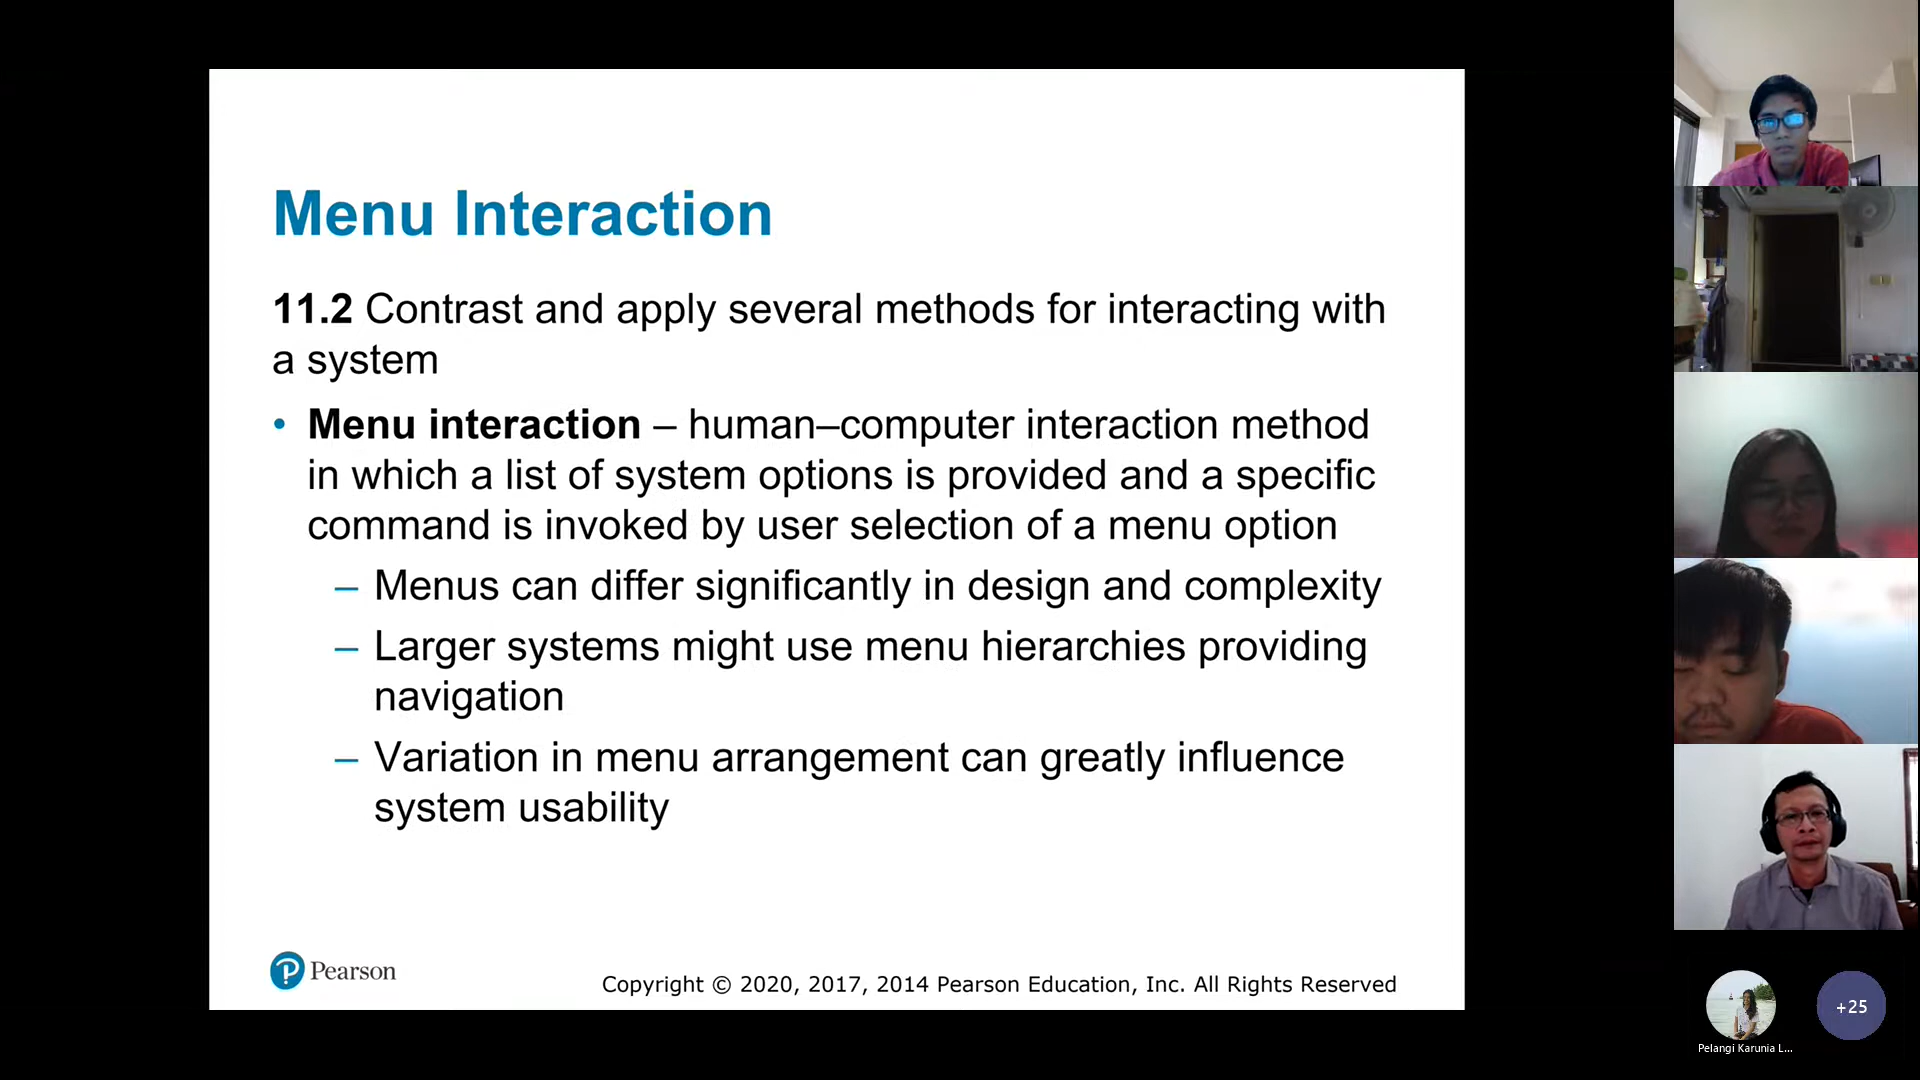 Menu Interaction
11.2 Contrast and apply several methods for interacting with
a system
• Menu interaction – human–computer interaction method
in which a list of system options is provided and a specific
command is invoked by user selection of a menu option
– Menus can differ significantly in design and complexity
– Larger systems might use menu hierarchies providing
navigation
– Variation in menu arrangement can greatly influence
system usability
Pearson
Copyright © 2020, 2017, 2014 Pearson Education, Inc. All Rights Reserved
+25
Pelangi Karunia L...